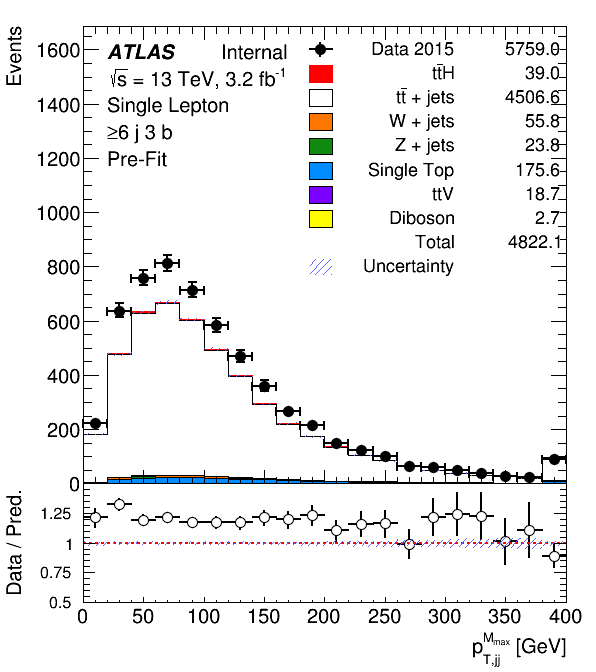 Events
ATLAS Internal
√s = 13 TeV, 3.2 fb⁻¹
Single Lepton
≥6 j 3 b
Pre-Fit
Data 2015 5759.0
tt̄H 39.0
tt̄ + jets 4506.6
W + jets 55.8
Z + jets 23.8
Single Top 175.6
ttV 18.7
Diboson 2.7
Total 4822.1
Uncertainty
1600
1400
1200
1000
800
600
400
200
0
Data / Pred.
1.25
1
0.75
0.5
0 50 100 150 200 250 300 350 400
p_{T,jj}^{M_{max}} [GeV]